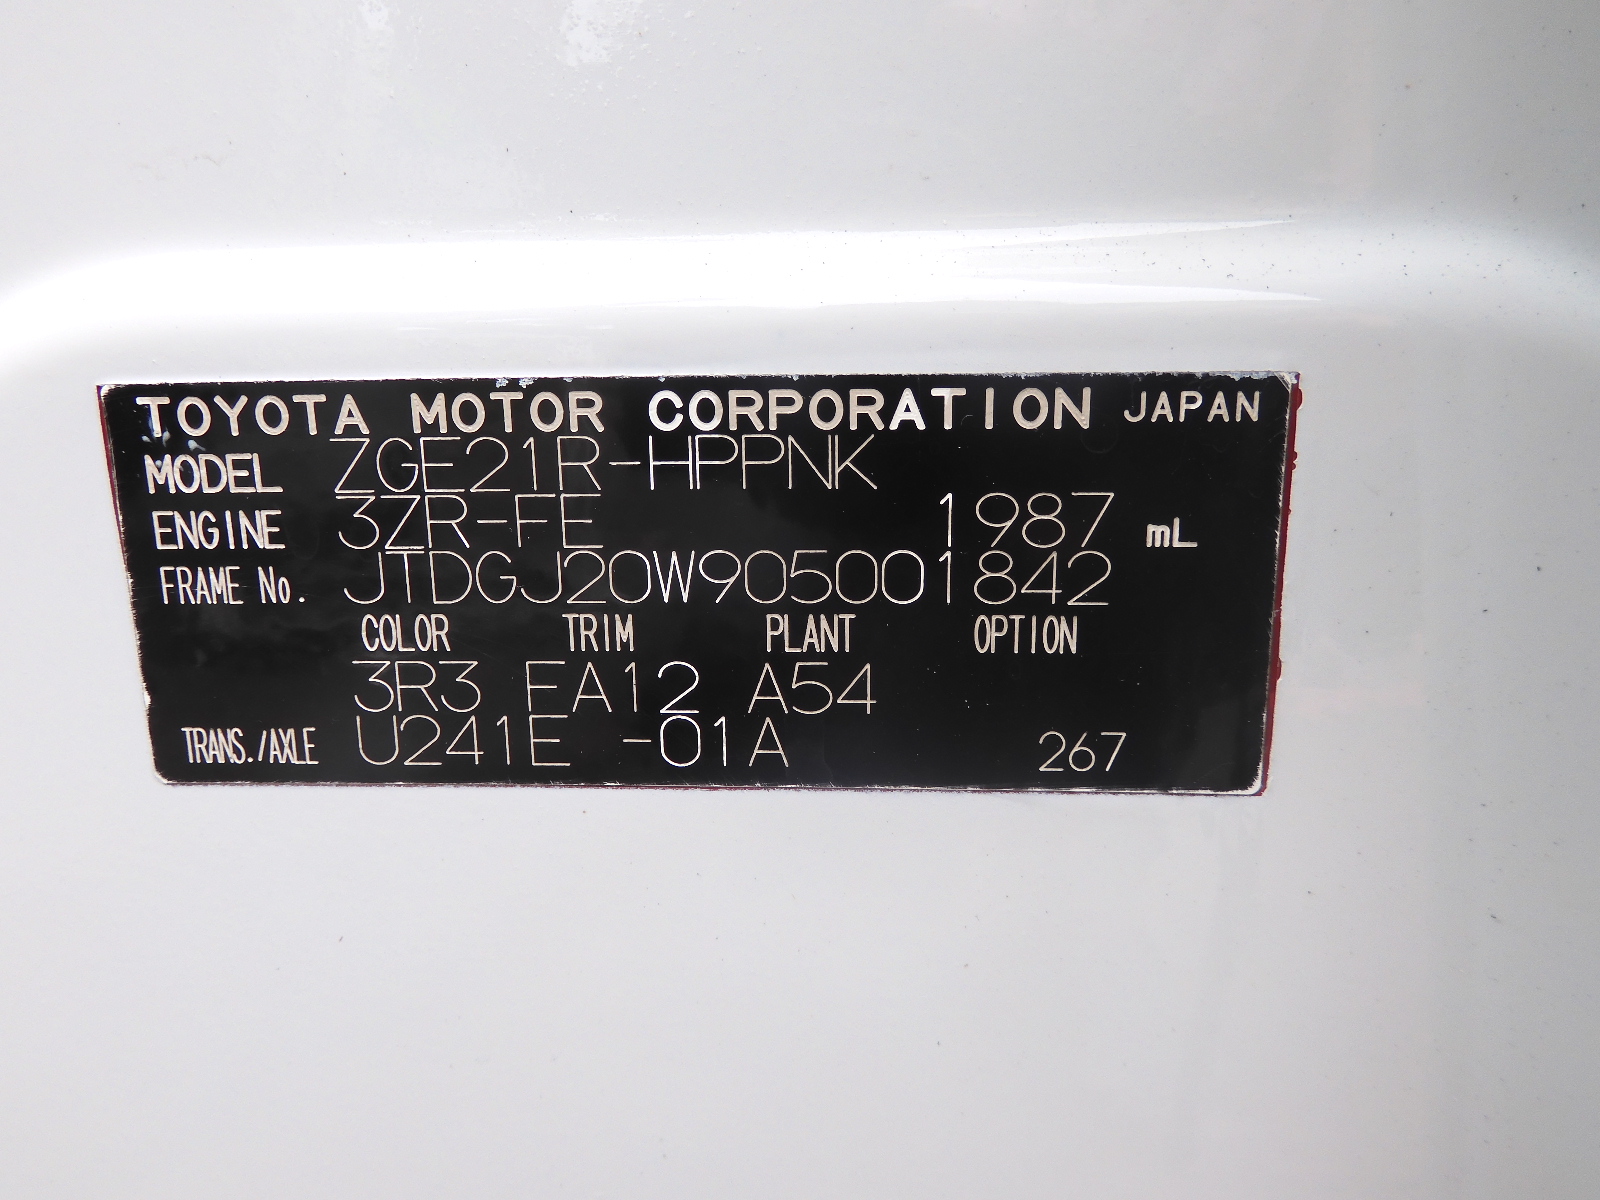 TOYOTA MOTOR CORPORATION JAPAN
MODEL ZGE21R-HPPNK
ENGINE 3ZR-FE 1987 mL
FRAME No. JTDGJ20W905001842
COLOR TRIM PLANT OPTION
3R3 FA12 A54
TRANS./AXLE U241E -01A 267